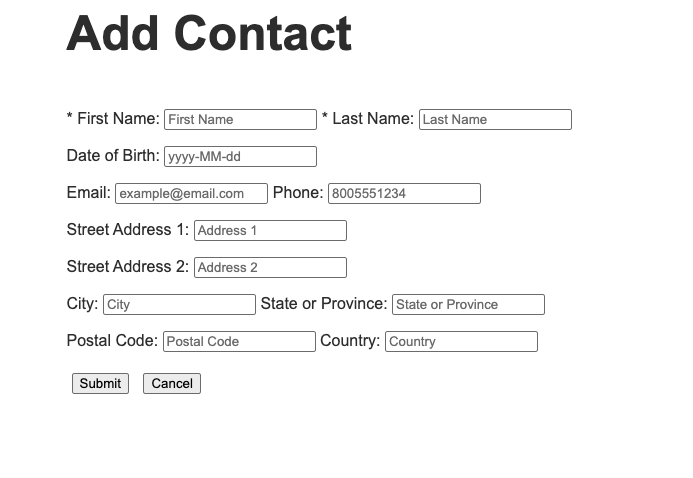 Add Contact
* First Name: First Name * Last Name: Last Name
Date of Birth: yyyy-MM-dd
Email: example@email.com Phone: 8005551234
Street Address 1: Address 1
Street Address 2: Address 2
City: City State or Province: State or Province
Postal Code: Postal Code Country: Country
Submit Cancel